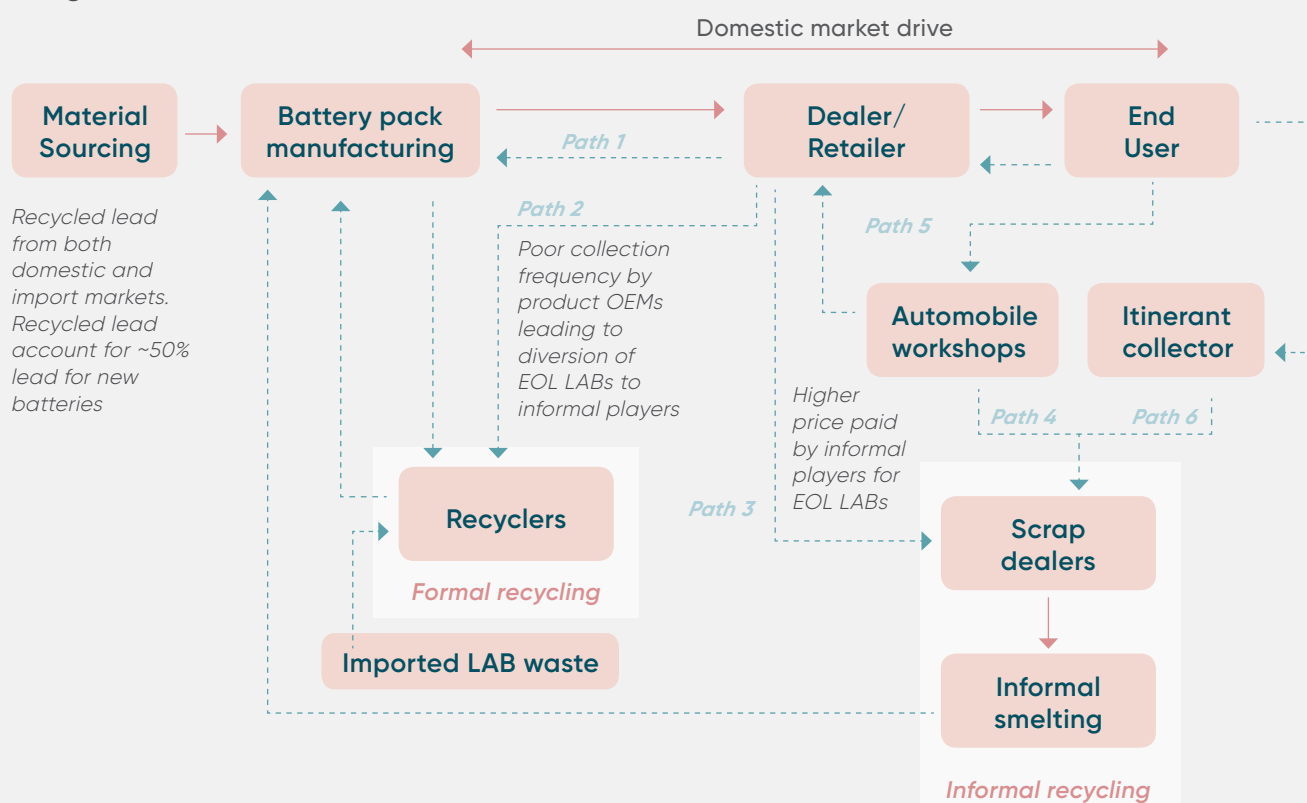 Domestic market drive
Material
Sourcing
Battery pack
manufacturing
Dealer/
Retailer
End
User
Path 1
Recycled lead
from both
domestic and
import markets.
Recycled lead
account for ~50%
lead for new
batteries
Path 2
Poor collection
frequency by
product OEMs
leading to
diversion of
EOL LABs to
informal players
Path 5
Automobile
workshops
Itinerant
collector
Higher
price paid
by informal
players for
EOL LABs
Path 4
Path 6
Path 3
Recyclers
Formal recycling
Scrap
dealers
Imported LAB waste
Informal
smelting
Informal recycling